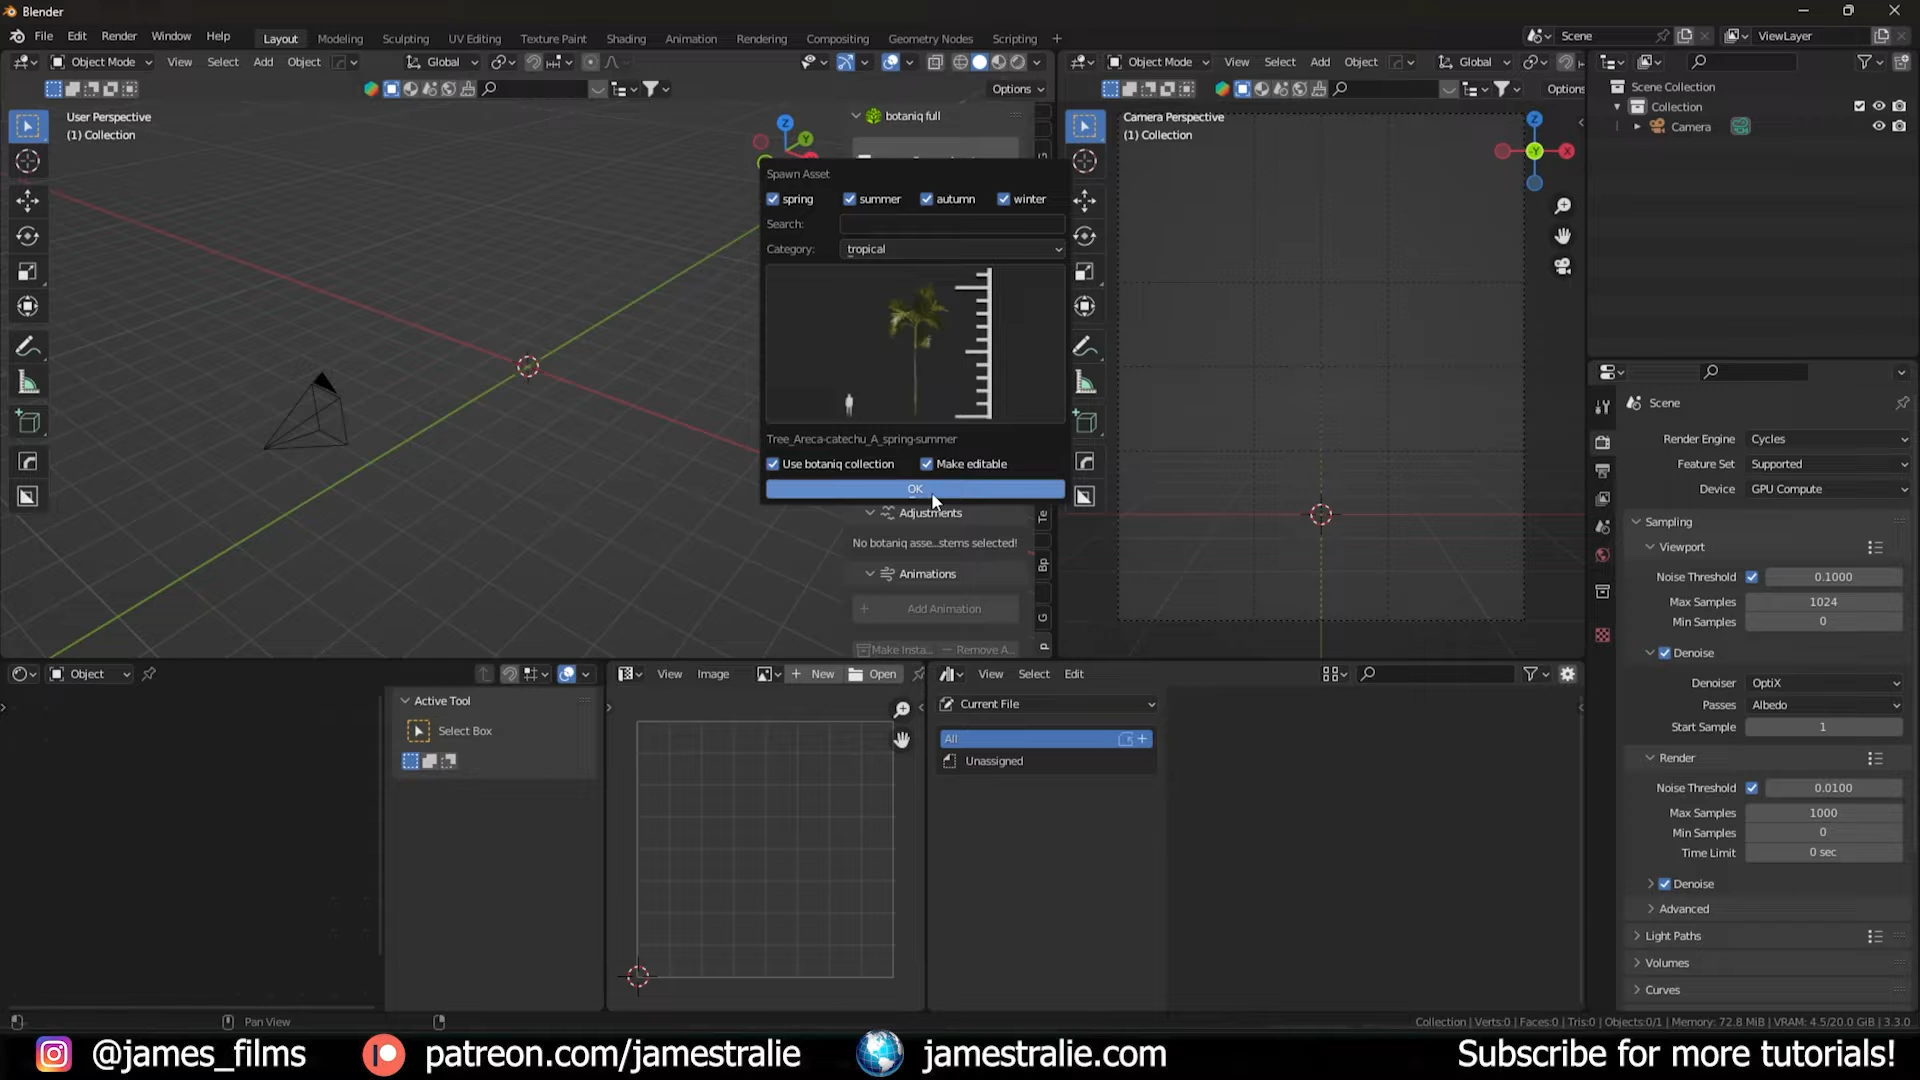 Blender
File Edit Render Window Help
Layout Modeling Sculpting UV Editing Texture Paint Shading Animation Rendering Compositing Geometry Nodes Scripting
Scene
ViewLayer
Object Mode View Select Add Object
Global
Object Mode View Select Add Object
Global
Options
Options
User Perspective
(1) Collection
botaniq full
Camera Perspective
(1) Collection
Z
Y
Z
-Y
X
Scene Collection
Collection
Camera
Spawn Asset
spring summer autumn winter
Search:
Category: tropical
Tree_Areca-catechu_A_spring-summer
Use botaniq collection Make editable
OK
Adjustments
No botaniq asse...stems selected!
Animations
Add Animation
Make Insta... Remove A...
Te
Bp
G
P
Scene
Render Engine Cycles
Feature Set Supported
Device GPU Compute
Sampling
Viewport
Noise Threshold 0.1000
Max Samples 1024
Min Samples 0
Denoise
Denoiser OptiX
Passes Albedo
Start Sample 1
Render
Noise Threshold 0.0100
Max Samples 1000
Min Samples 0
Time Limit 0 sec
Denoise
Advanced
Light Paths
Volumes
Curves
Object
Active Tool
Select Box
View Image New Open
View Select Edit
Current File
All
Unassigned
Pan View
Collection | Verts:0 | Faces:0 | Tris:0 | Objects:0/1 | Memory: 72.8 MiB | VRAM: 4.5/20.0 GiB | 3.3.0
@james_films patreon.com/jamestralie jamestralie.com Subscribe for more tutorials!